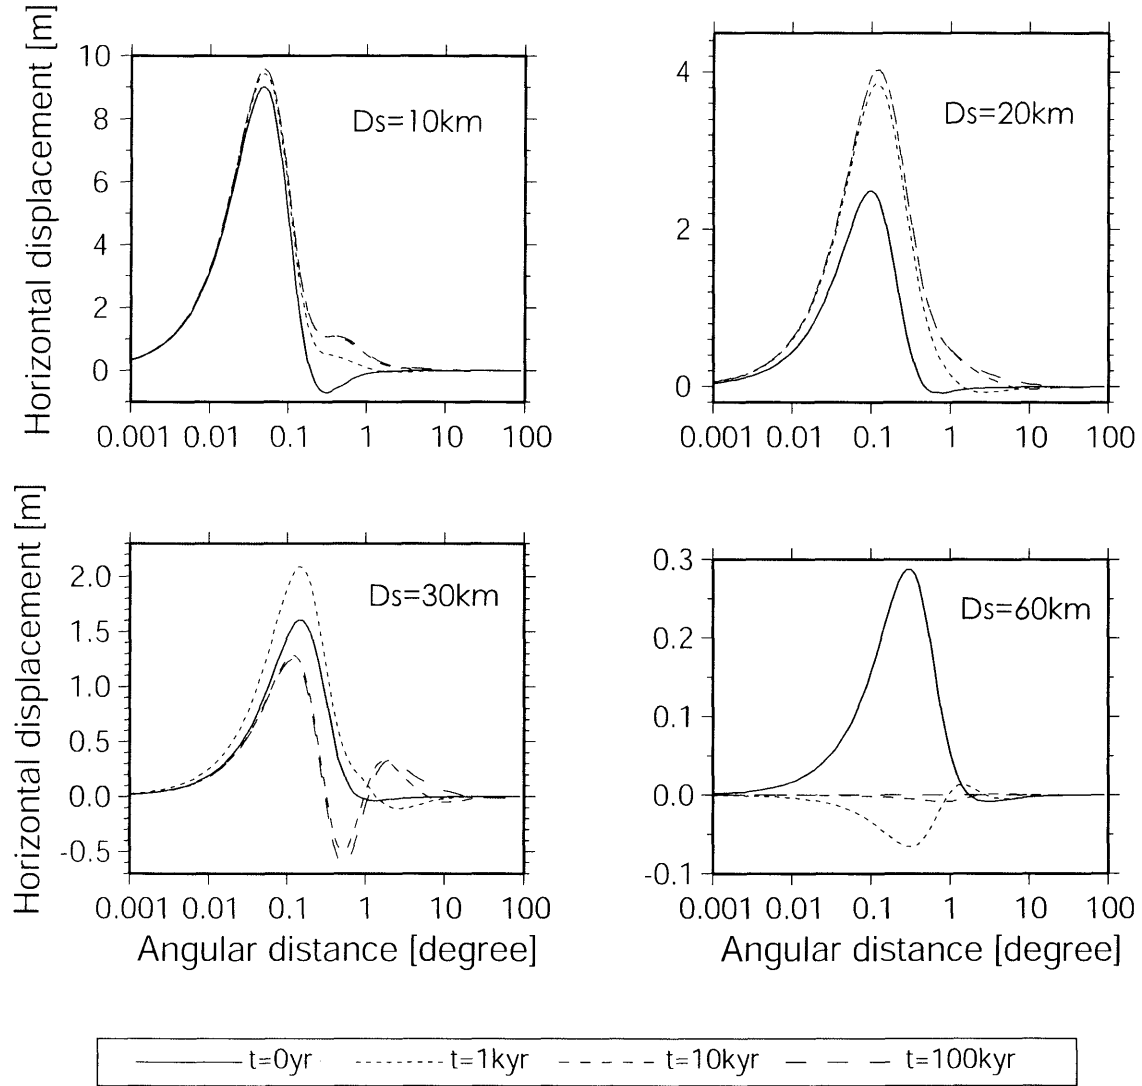 Horizontal displacement [m]
10
8
6
4
2
0
Ds=10km
0.001 0.01 0.1 1 10 100
4
2
0
Ds=20km
0.001 0.01 0.1 1 10 100
Horizontal displacement [m]
2.0
1.5
1.0
0.5
0.0
-0.5
Ds=30km
0.001 0.01 0.1 1 10 100
Angular distance [degree]
0.3
0.2
0.1
0.0
-0.1
Ds=60km
0.001 0.01 0.1 1 10 100
Angular distance [degree]
t=0yr t=1kyr t=10kyr t=100kyr